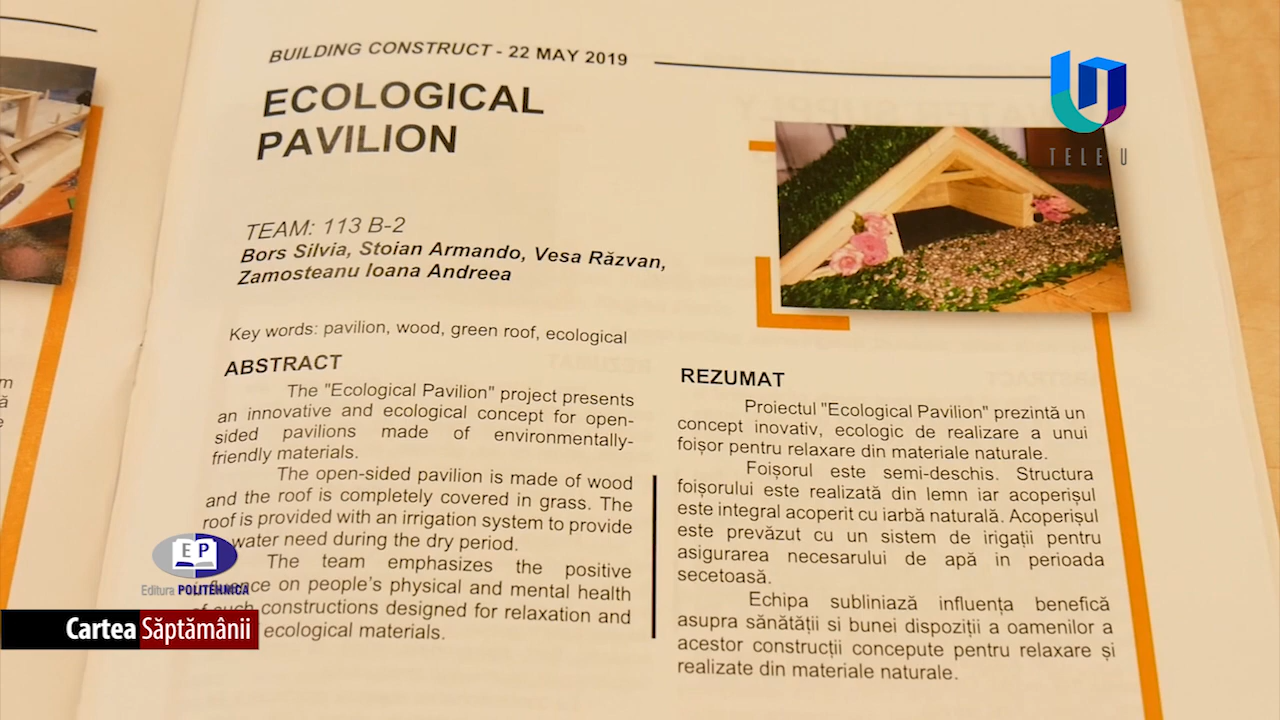 BUILDING CONSTRUCT - 22 MAY 2019
ECOLOGICAL
PAVILION
TELE U
TEAM: 113 B-2
Bors Silvia, Stoian Armando, Vesa Răzvan,
Zamosteanu Ioana Andreea
Key words: pavilion, wood, green roof, ecological
ABSTRACT
The "Ecological Pavilion" project presents
an innovative and ecological concept for open-
sided pavilions made of environmentally-
friendly materials.
The open-sided pavilion is made of wood
and the roof is completely covered in grass. The
roof is provided with an irrigation system to provide
water need during the dry period.
The team emphasizes the positive
influence on people's physical and mental health
of such constructions designed for relaxation and
ecological materials.
REZUMAT
Proiectul "Ecological Pavilion" prezintă un
concept inovativ, ecologic de realizare a unui
foișor pentru relaxare din materiale naturale.
Foișorul este semi-deschis. Structura
foișorului este realizată din lemn iar acoperișul
este integral acoperit cu iarbă naturală. Acoperișul
este prevăzut cu un sistem de irigații pentru
asigurarea necesarului de apă in perioada
secetoasă.
Echipa subliniază influența benefică
asupra sănătății si bunei dispoziții a oamenilor a
acestor construcții concepute pentru relaxare și
realizate din materiale naturale.
E P
Editura POLITEHNICA
Cartea Săptămânii